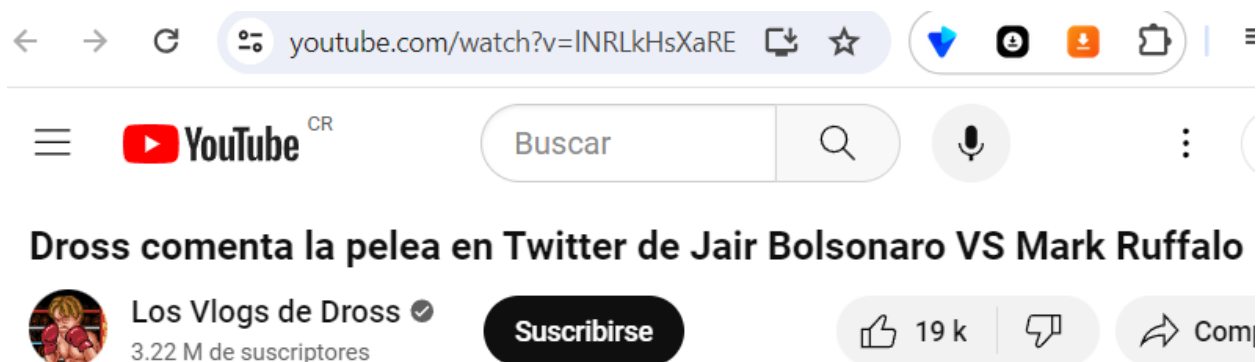 youtube.com/watch?v=lNRLkHsXaRE
YouTube CR
Buscar
Dross comenta la pelea en Twitter de Jair Bolsonaro VS Mark Ruffalo
Los Vlogs de Dross
3.22 M de suscriptores
Suscribirse
19 k
Comp